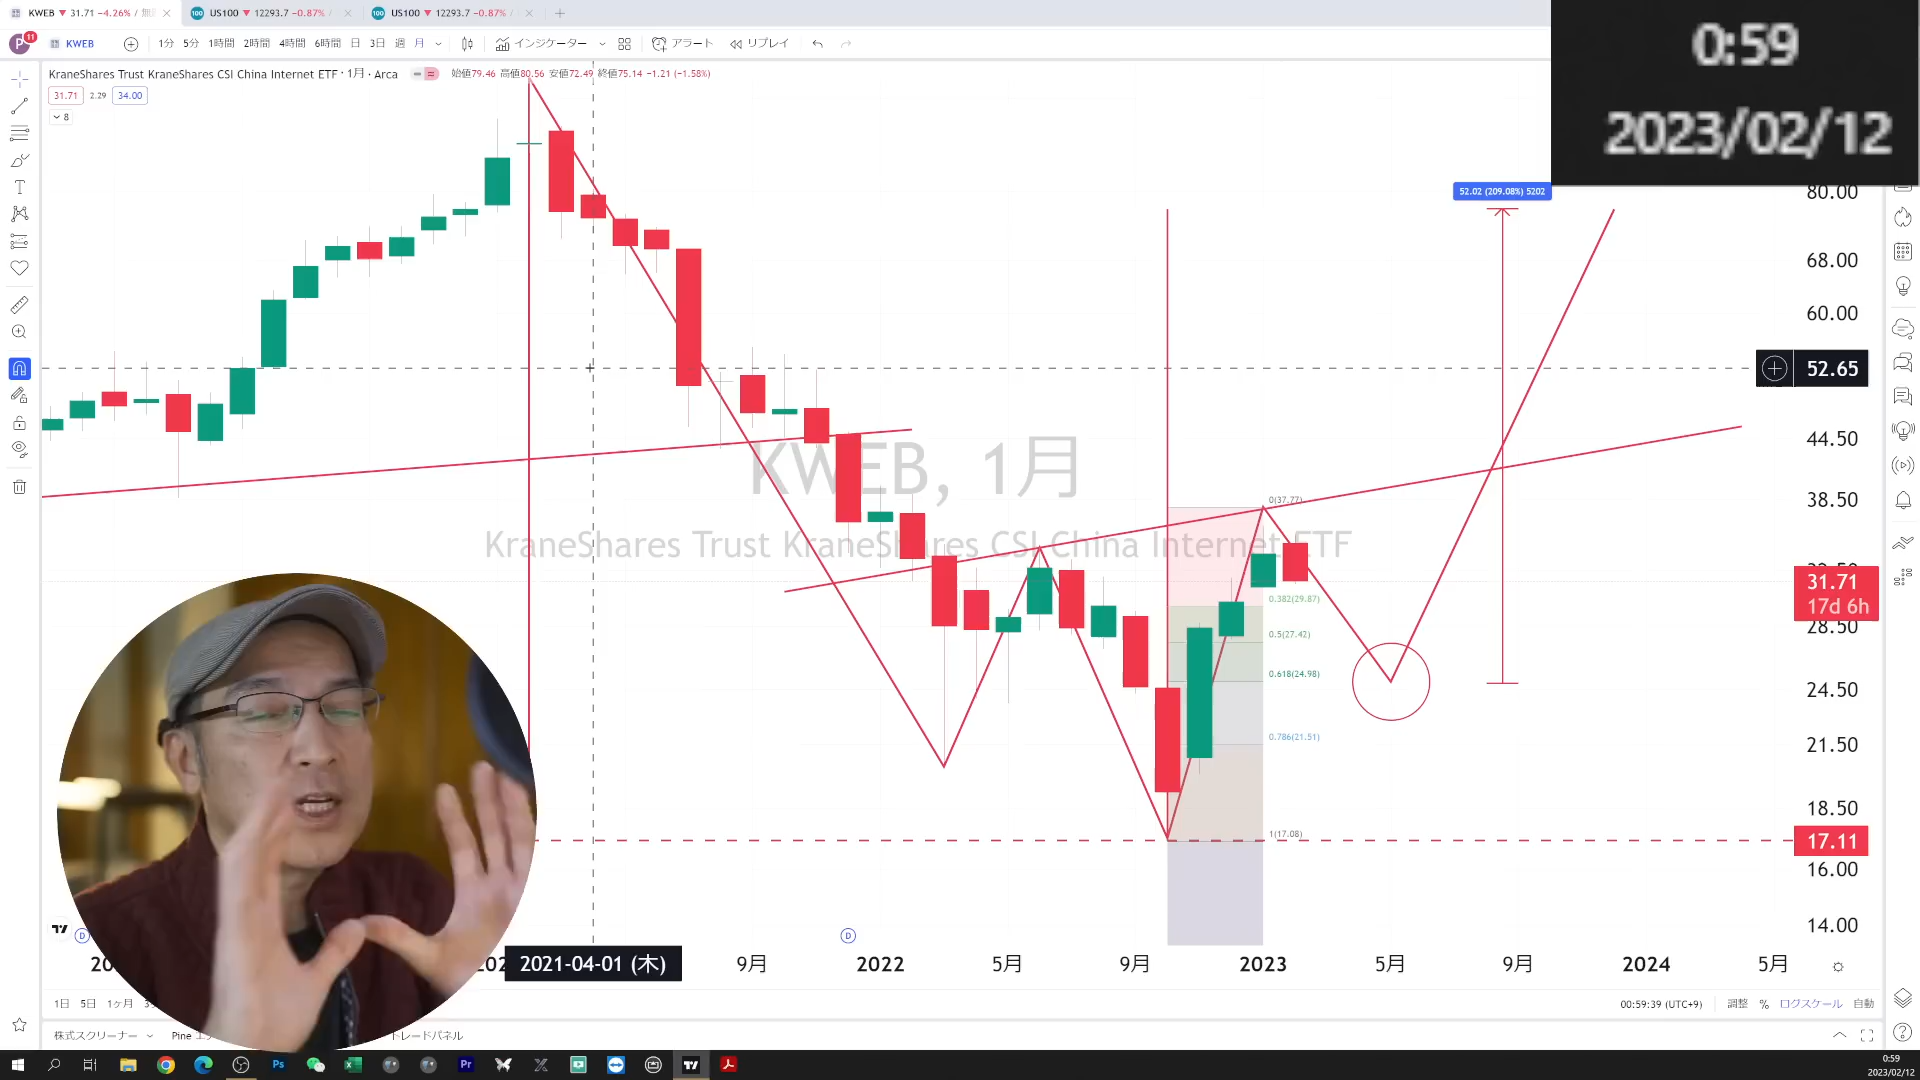 KWEB ▼ 31.71 −4.26% /
US100 ▼ 12293.7 −0.87% /
US100 ▼ 12293.7 −0.87% /
0:59
2023/02/12
P 11
KWEB
1分 5分 1時間 2時間 4時間 6時間 日 3日 週 月
インジケーター
アラート
リプレイ
KraneShares Trust KraneShares CSI China Internet ETF · 1月 · Arca
始値79.46 高値80.56 安値72.49 終値75.14 −1.21 (−1.58%)
31.71 2.29 34.00
8
52.02 (209.08%) 5202
80.00
68.00
60.00
52.65
44.50
38.50
31.71
17d 6h
28.50
24.50
21.50
18.50
17.11
16.00
14.00
KWEB, 1月
KraneShares Trust KraneShares CSI China Internet ETF
0(37.77)
0.382(29.87)
0.5(27.42)
0.618(24.98)
0.786(21.51)
1(17.08)
D
D
2021-04-01 (木)
9月 2022 5月 9月 2023 5月 9月 2024 5月
1日 5日 1ヶ月
00:59:39 (UTC+9)
調整 % ログスケール 自動
株式スクリーナー
Pine
トレードパネル
Ps
Pr
0:59
2023/02/12